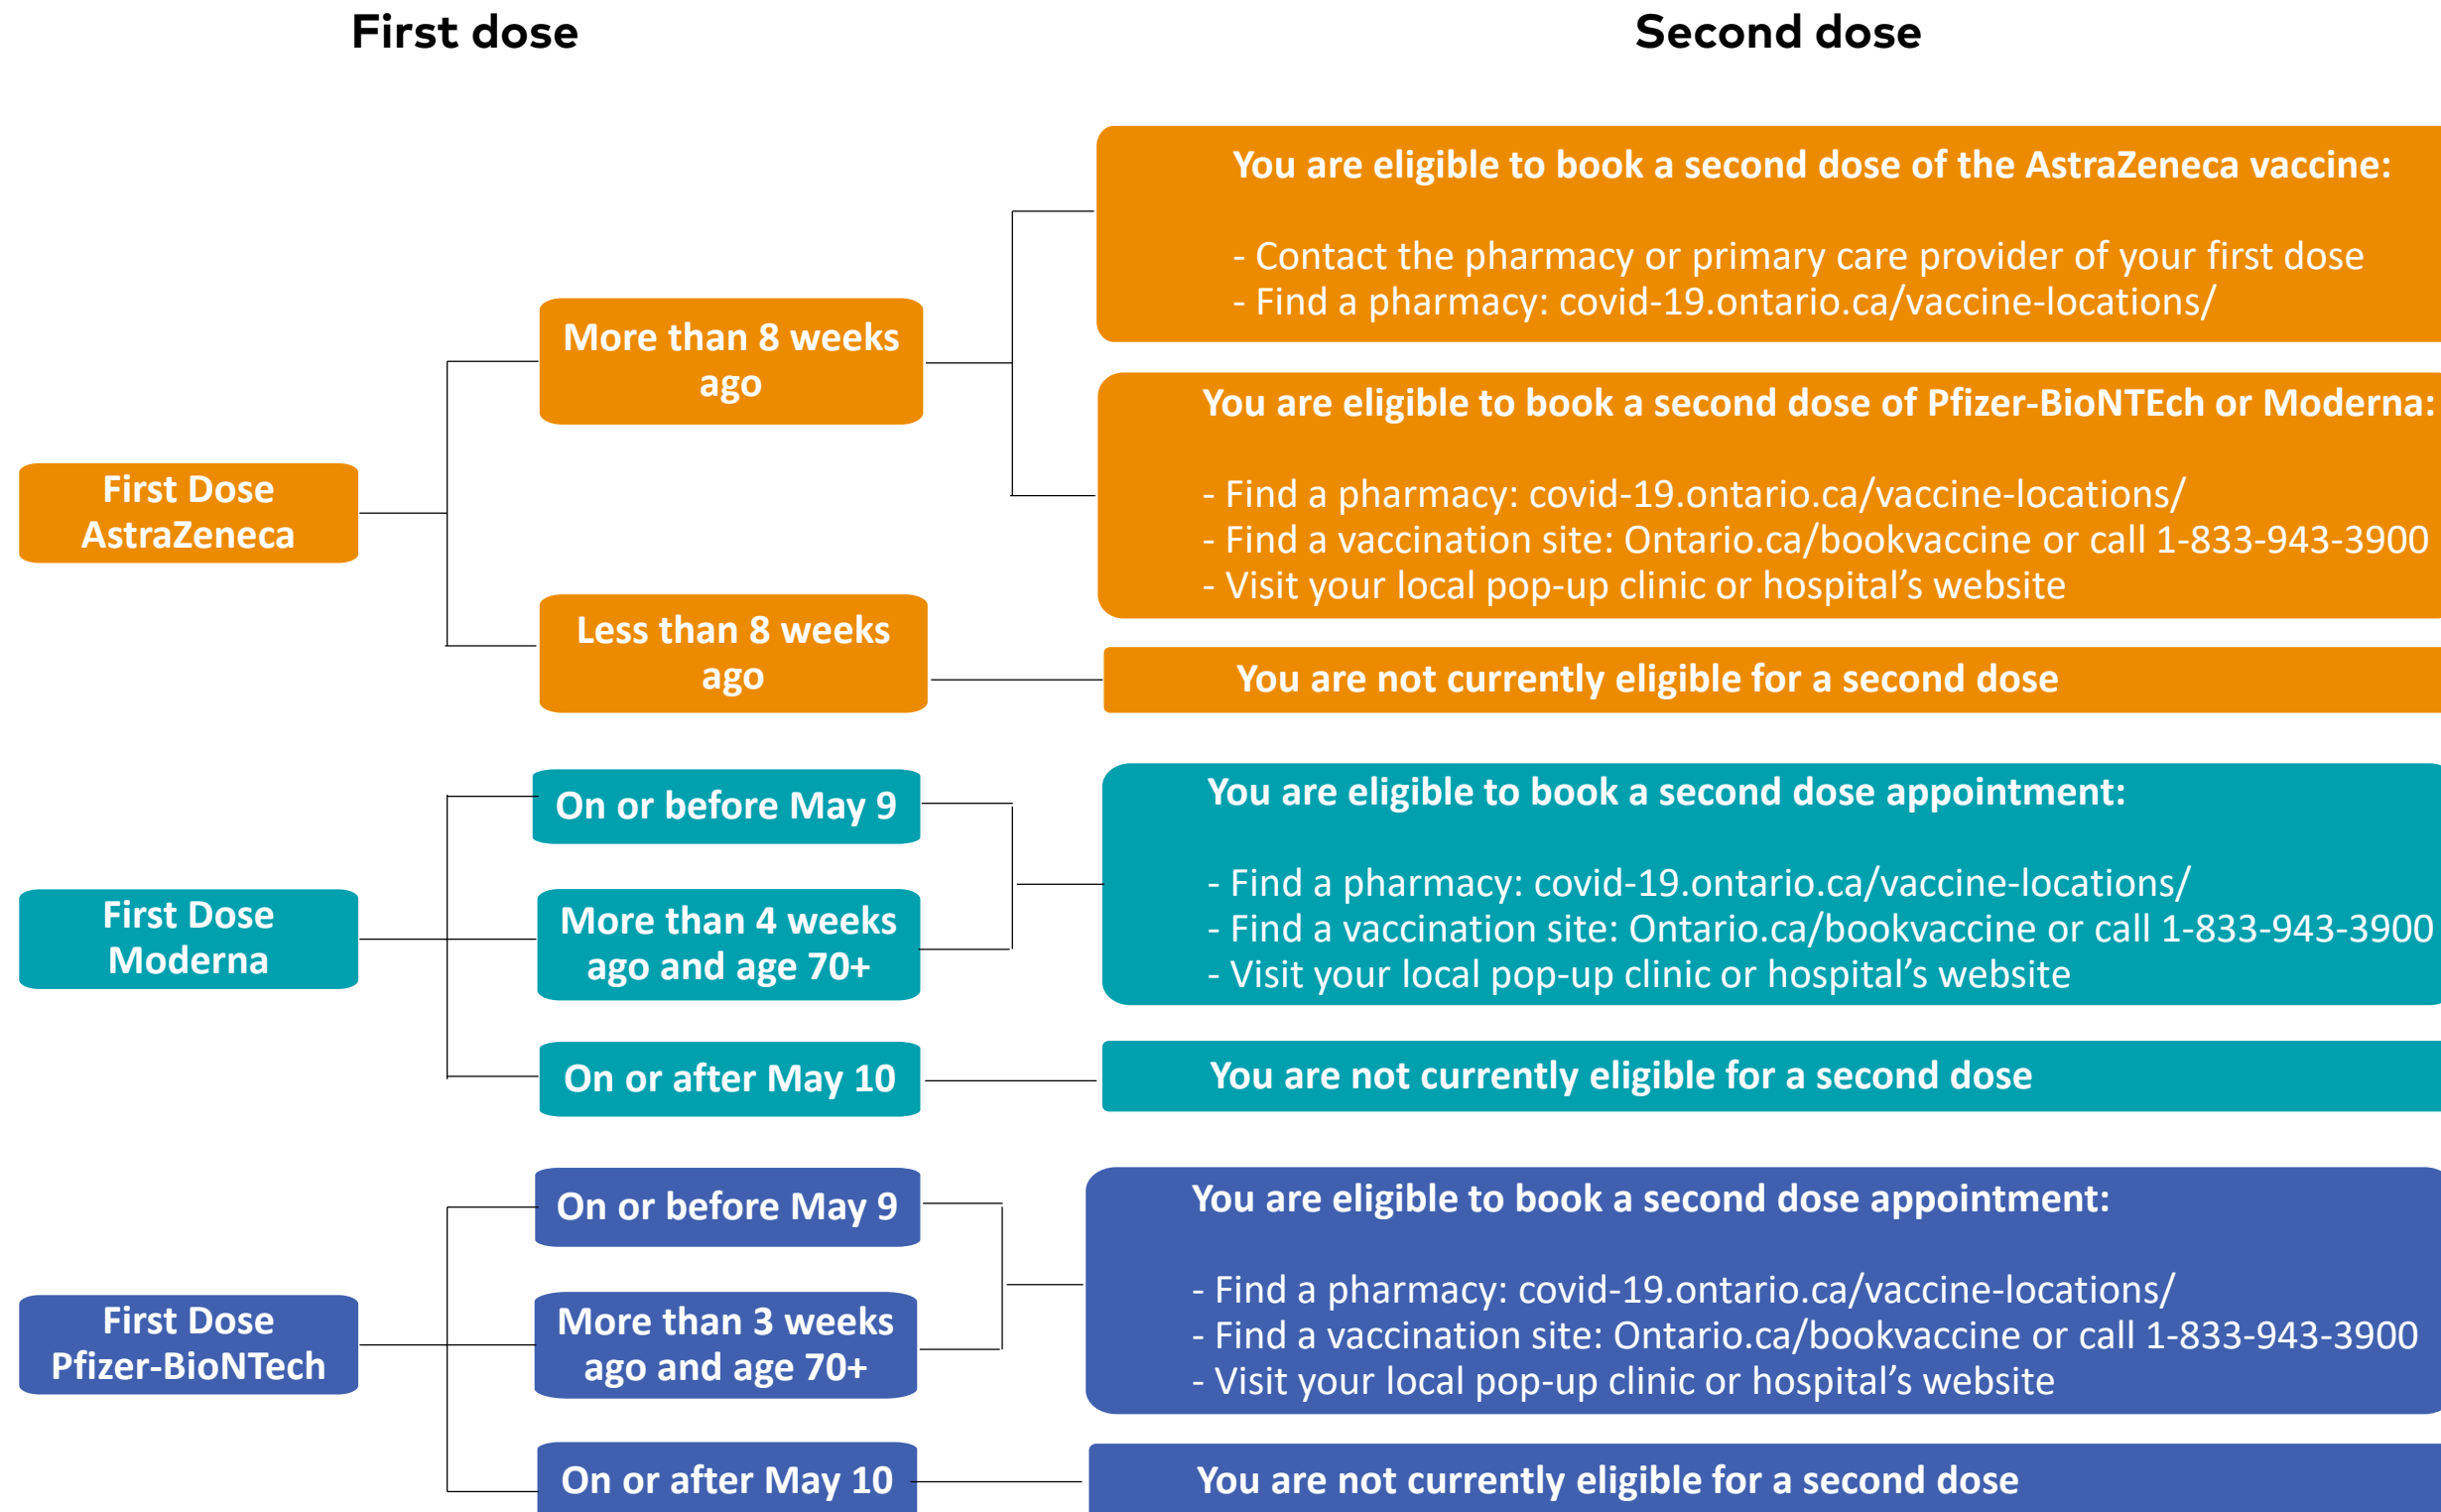 First dose
Second dose
First Dose
AstraZeneca
More than 8 weeks
ago
You are eligible to book a second dose of the AstraZeneca vaccine:
- Contact the pharmacy or primary care provider of your first dose
- Find a pharmacy: covid-19.ontario.ca/vaccine-locations/
You are eligible to book a second dose of Pfizer-BioNTEch or Moderna:
- Find a pharmacy: covid-19.ontario.ca/vaccine-locations/
- Find a vaccination site: Ontario.ca/bookvaccine or call 1-833-943-3900
- Visit your local pop-up clinic or hospital’s website
Less than 8 weeks
ago
You are not currently eligible for a second dose
First Dose
Moderna
On or before May 9
More than 4 weeks
ago and age 70+
You are eligible to book a second dose appointment:
- Find a pharmacy: covid-19.ontario.ca/vaccine-locations/
- Find a vaccination site: Ontario.ca/bookvaccine or call 1-833-943-3900
- Visit your local pop-up clinic or hospital’s website
On or after May 10
You are not currently eligible for a second dose
First Dose
Pfizer-BioNTech
On or before May 9
More than 3 weeks
ago and age 70+
You are eligible to book a second dose appointment:
- Find a pharmacy: covid-19.ontario.ca/vaccine-locations/
- Find a vaccination site: Ontario.ca/bookvaccine or call 1-833-943-3900
- Visit your local pop-up clinic or hospital’s website
On or after May 10
You are not currently eligible for a second dose